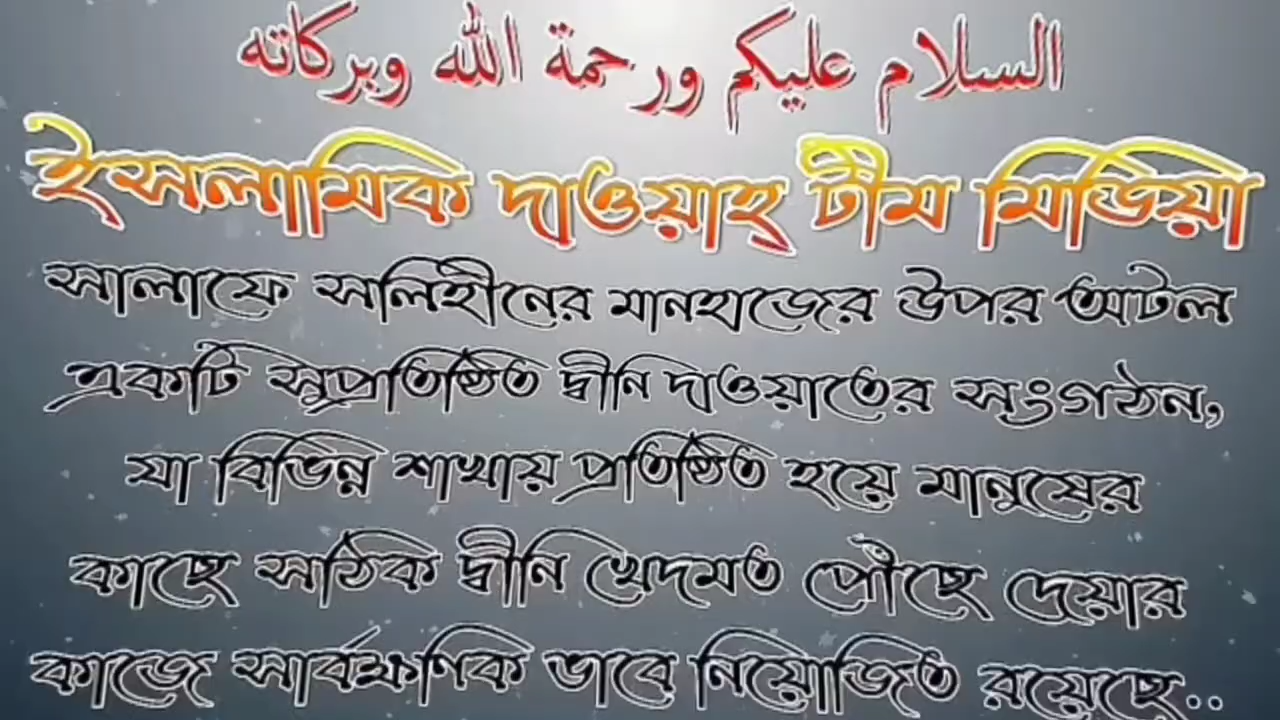 السلام عليكم ورحمة الله وبركاته
ইসলামিক দাওয়াহ টীম মিডিয়া
সালাফে সলিহীনের মানহাজের উপর অটল
একটি সুপ্রতিষ্ঠিত দ্বীনি দাওয়াতের সংগঠন,
যা বিভিন্ন শাখায় প্রতিষ্ঠিত হয়ে মানুষের
কাছে সঠিক দ্বীনি খেদমত পৌঁছে দেয়ার
কাজে সার্বক্ষণিক ভাবে নিয়োজিত রয়েছে..